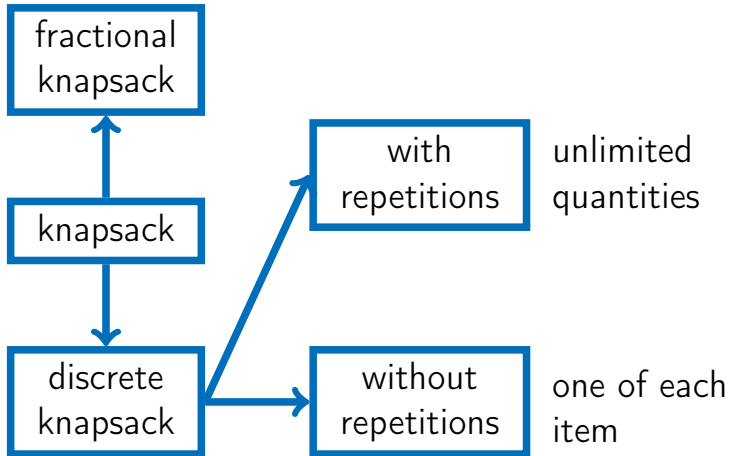 fractional
knapsack
with
repetitions
unlimited
quantities
knapsack
discrete
knapsack
without
repetitions
one of each
item